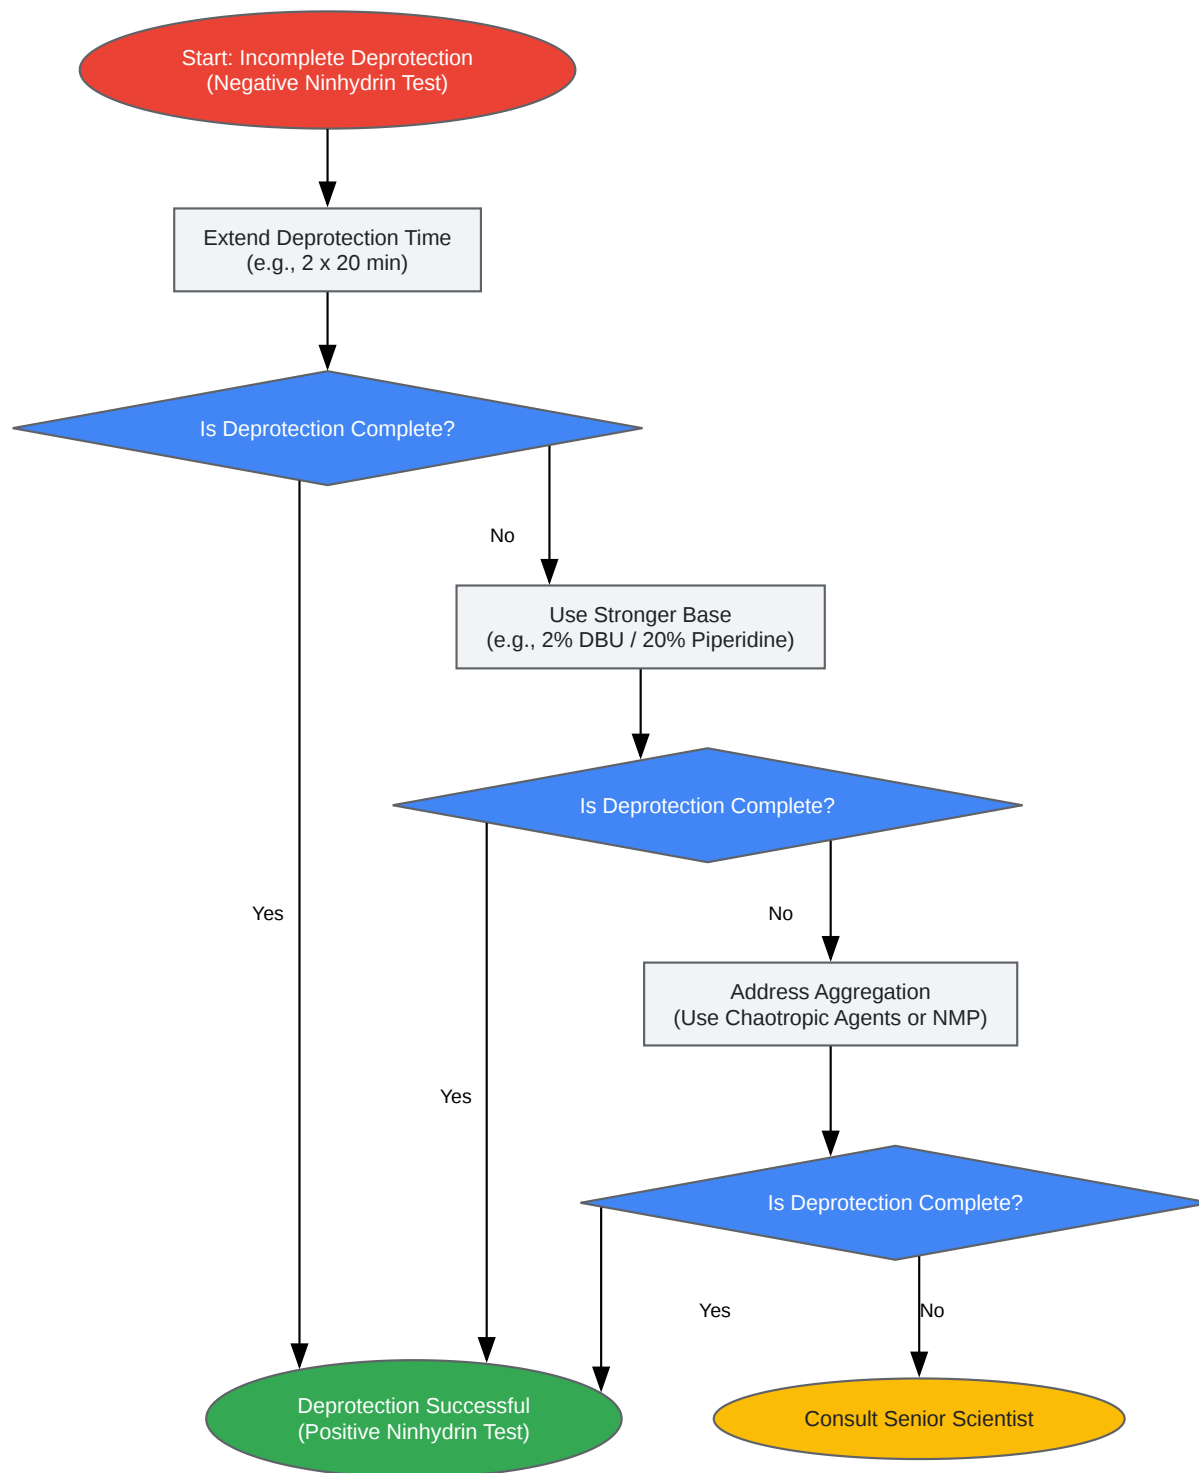 Start: Incomplete Deprotection
(Negative Ninhydrin Test)
Extend Deprotection Time
(e.g., 2 x 20 min)
Is Deprotection Complete?
No
Use Stronger Base
(e.g., 2% DBU / 20% Piperidine)
Is Deprotection Complete?
Yes
No
Address Aggregation
(Use Chaotropic Agents or NMP)
Yes
Is Deprotection Complete?
Yes
No
Deprotection Successful
(Positive Ninhydrin Test)
Consult Senior Scientist